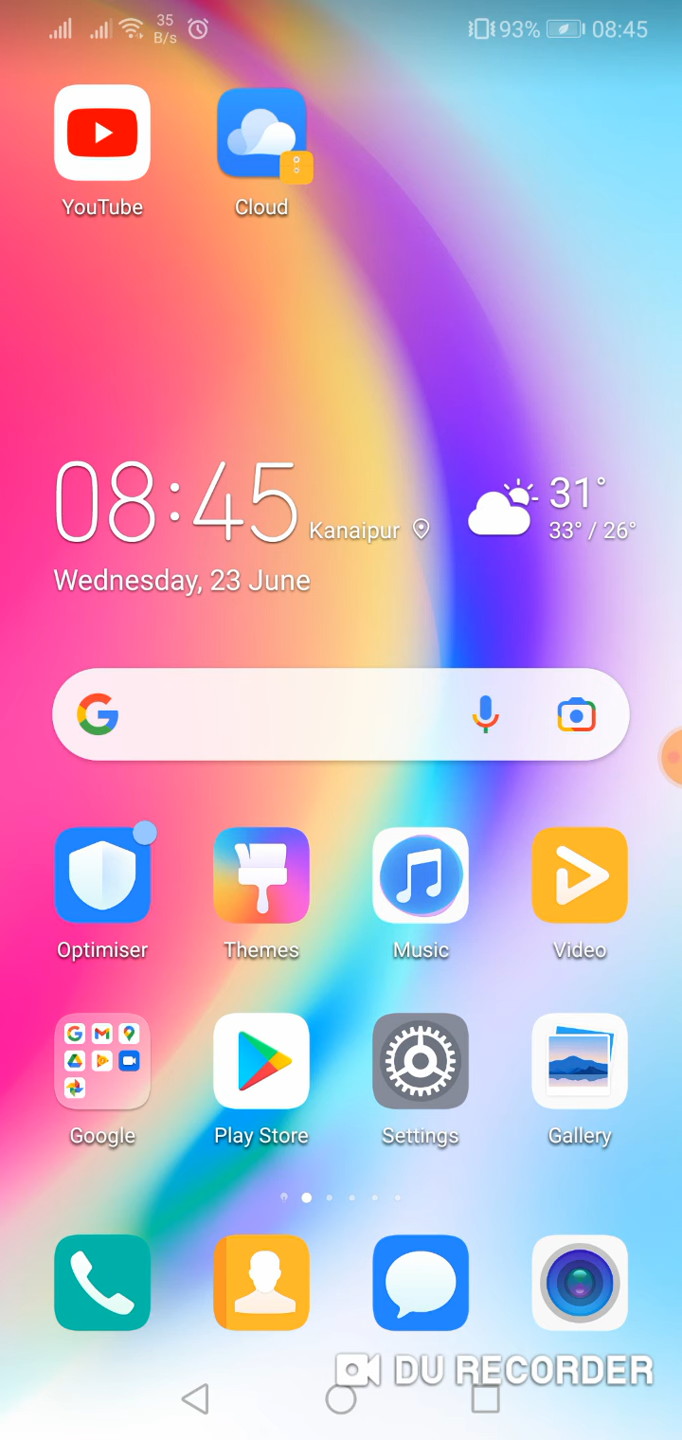 35
B/s
93%
08:45
YouTube
Cloud
08:45
Kanaipur
31°
33° / 26°
Wednesday, 23 June
Optimiser
Themes
Music
Video
Google
Play Store
Settings
Gallery
DU RECORDER